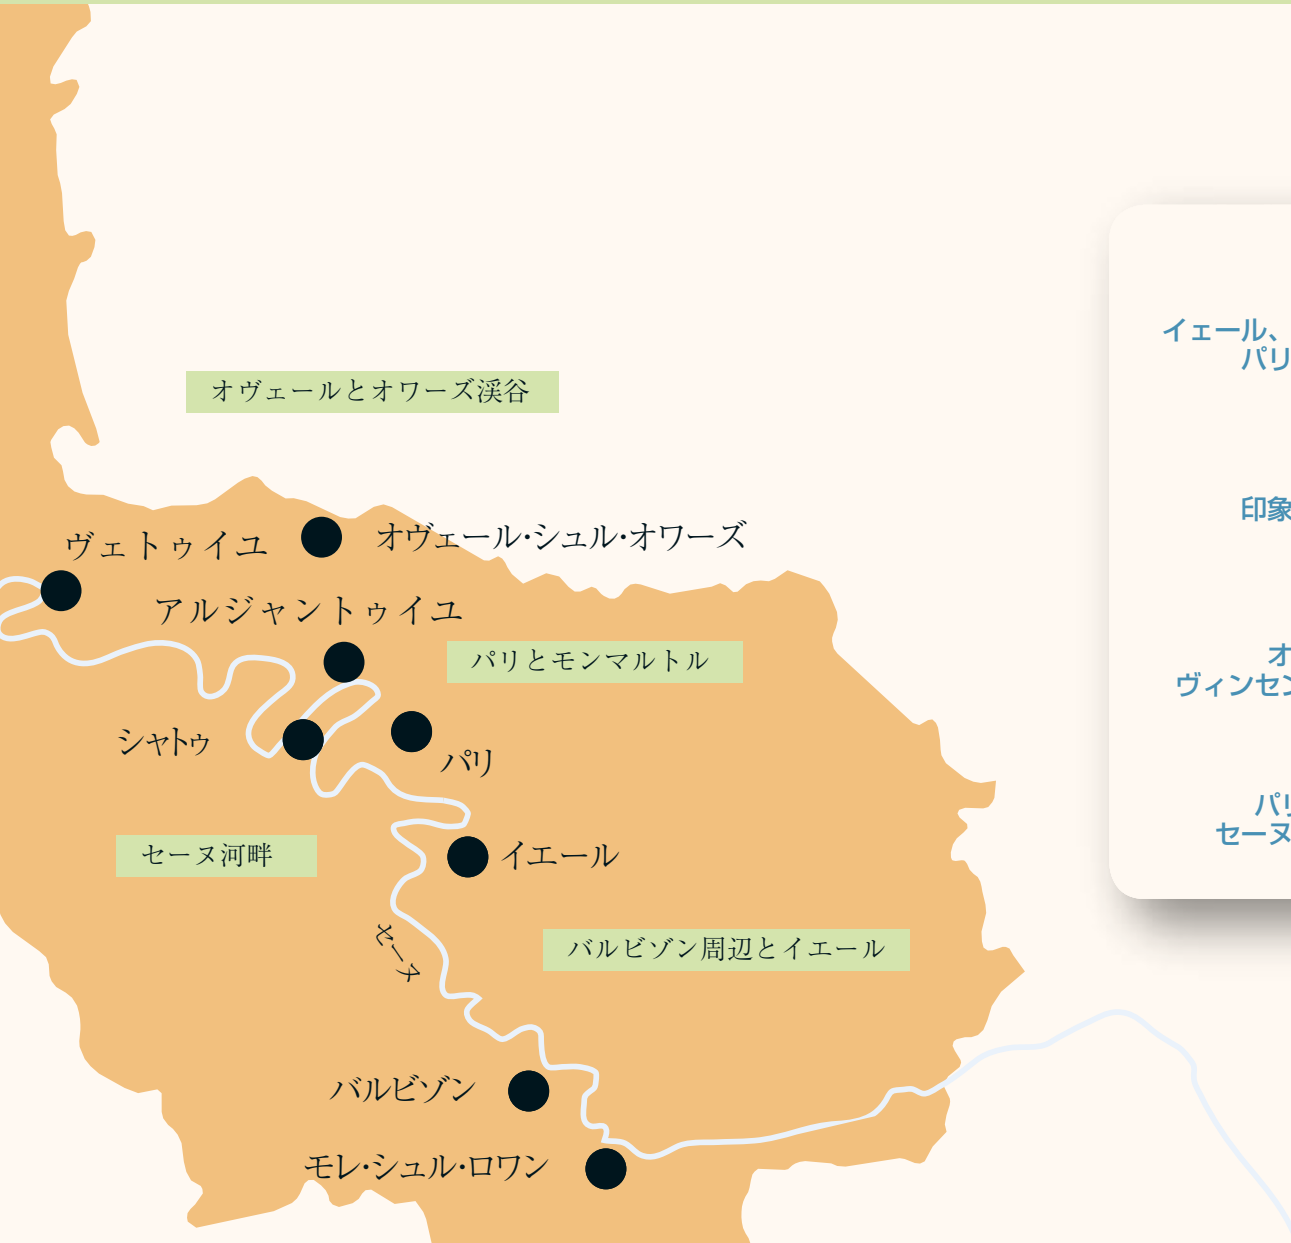 オヴェールとオワーズ渓谷
オヴェール・シュル・オワーズ
ヴェトゥイユ
アルジャントゥイユ
パリとモンマルトル
シャトゥ
パリ
セーヌ河畔
イエール
セーヌ
バルビゾン周辺とイエール
バルビゾン
モレ・シュル・ロワン
イェール、
パリ
印象
オ
ヴィンセン
パリ
セーヌ